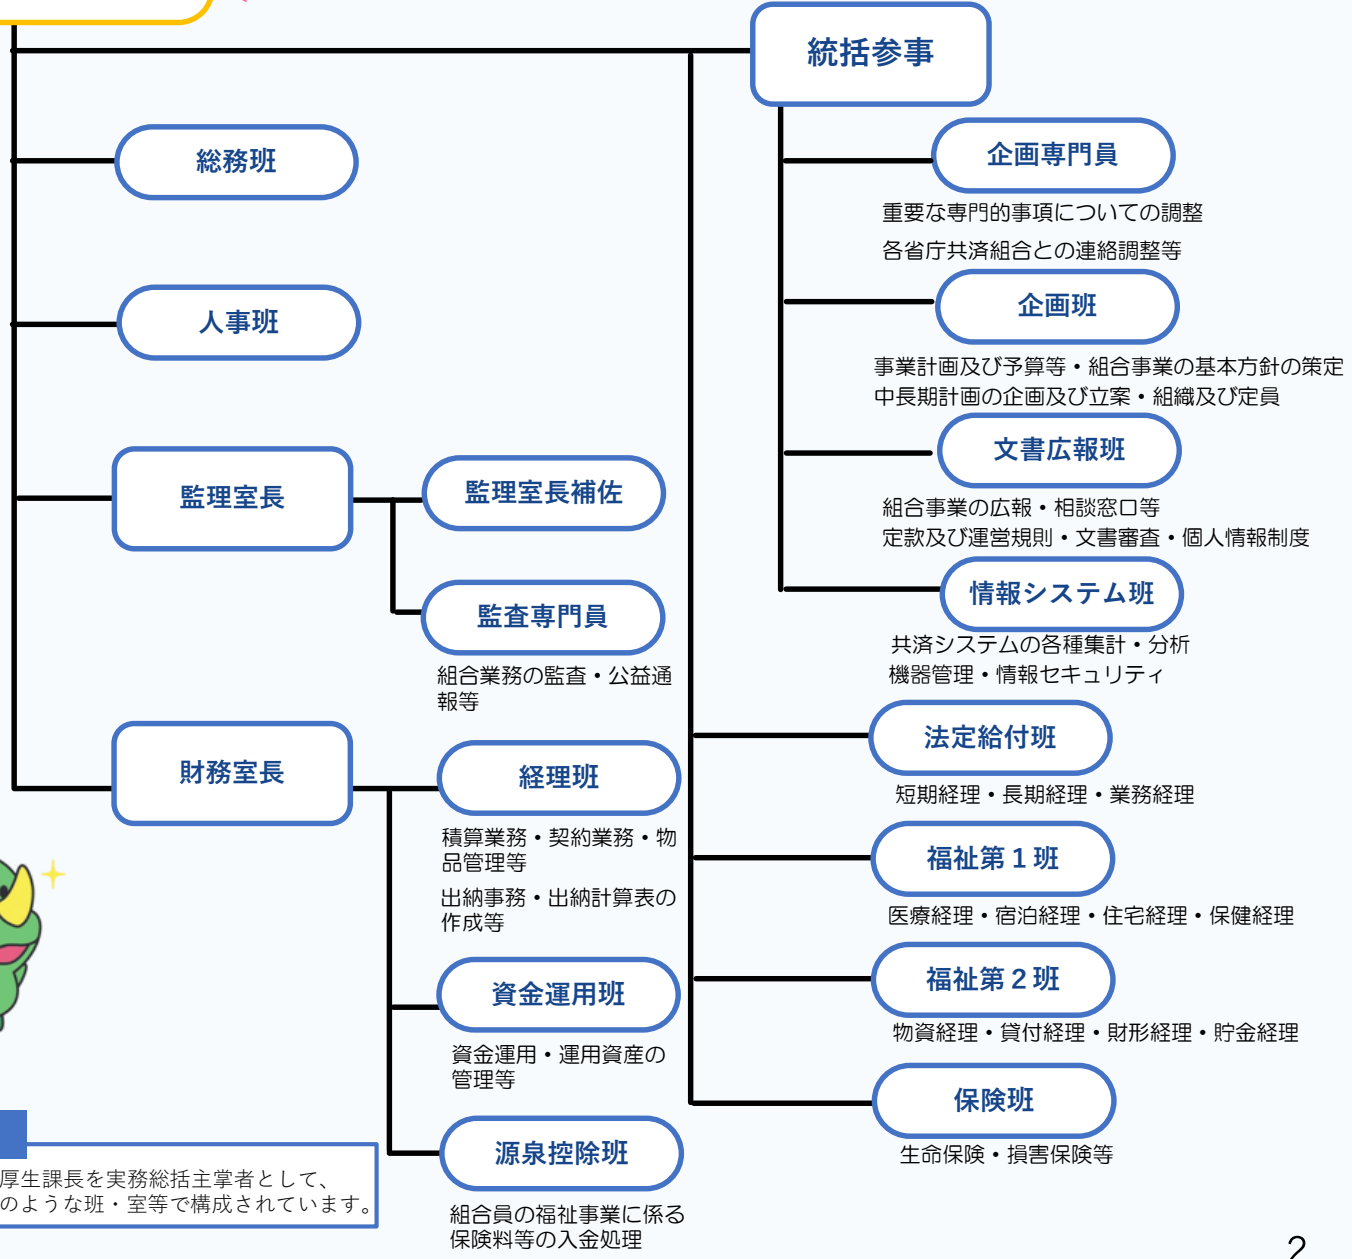 統括参事
企画専門員
重要な専門的事項についての調整
各省庁共済組合との連絡調整等
企画班
事業計画及び予算等・組合事業の基本方針の策定
中長期計画の企画及び立案・組織及び定員
文書広報班
組合事業の広報・相談窓口等
定款及び運営規則・文書審査・個人情報制度
情報システム班
共済システムの各種集計・分析
機器管理・情報セキュリティ
総務班
人事班
監理室長
監理室長補佐
監査専門員
組合業務の監査・公益通
報等
財務室長
経理班
積算業務・契約業務・物
品管理等
出納事務・出納計算表の
作成等
資金運用班
資金運用・運用資産の
管理等
源泉控除班
組合員の福祉事業に係る
保険料等の入金処理
法定給付班
短期経理・長期経理・業務経理
福祉第１班
医療経理・宿泊経理・住宅経理・保健経理
福祉第２班
物資経理・貸付経理・財形経理・貯金経理
保険班
生命保険・損害保険等
厚生課長を実務総括主掌者として、
のような班・室等で構成されています。
2